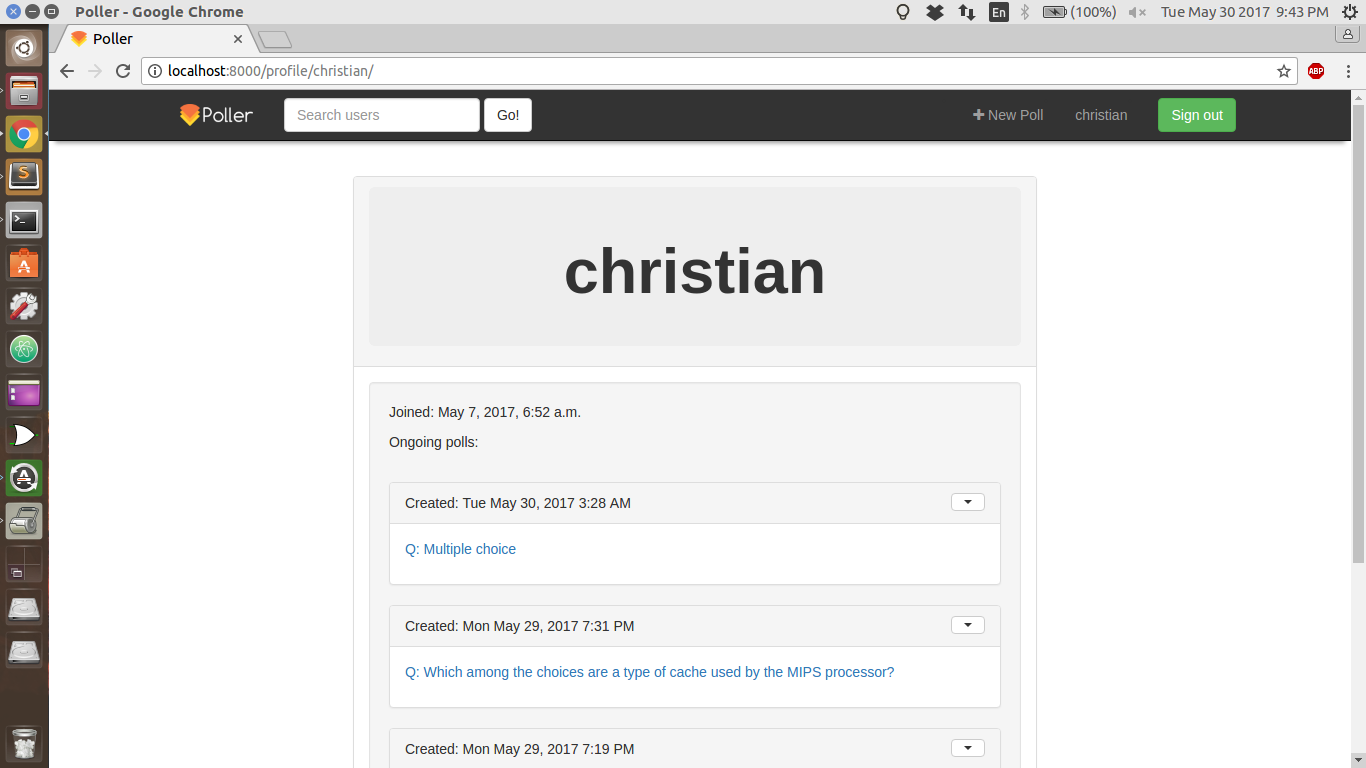 Poller - Google Chrome
En
(100%)
Tue May 30 2017 9:43 PM
Poller
localhost:8000/profile/christian/
ABP
Poller
Search users
Go!
New Poll
christian
Sign out
christian
Joined: May 7, 2017, 6:52 a.m.
Ongoing polls:
Created: Tue May 30, 2017 3:28 AM
Q: Multiple choice
Created: Mon May 29, 2017 7:31 PM
Q: Which among the choices are a type of cache used by the MIPS processor?
Created: Mon May 29, 2017 7:19 PM